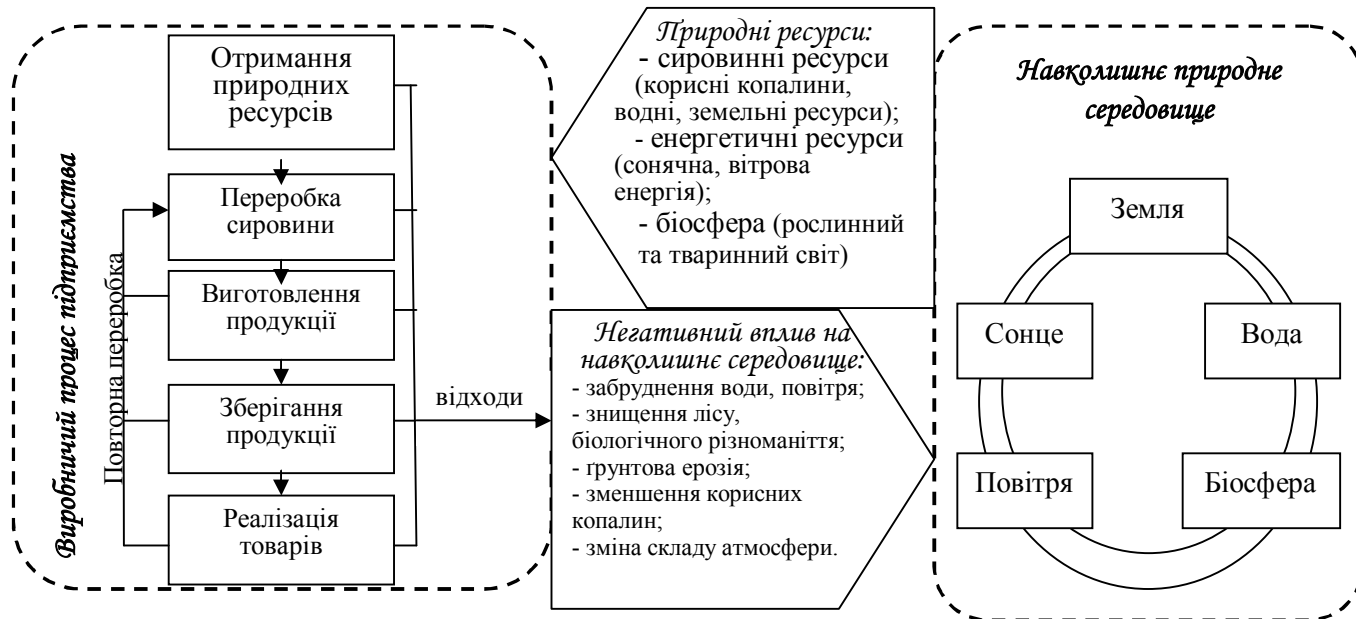 Виробничий процес підприємства
Отримання
природних
ресурсів
Переробка
сировини
Виготовлення
продукції
Зберігання
продукції
Реалізація
товарів
Повторна переробка
відходи
Природні ресурси:
- сировинні ресурси
(корисні копалини,
водні, земельні ресурси);
- енергетичні ресурси
(сонячна, вітрова
енергія);
- біосфера (рослинний
та тваринний світ)
Негативний вплив на
навколишнє середовище:
- забруднення води, повітря;
- знищення лісу,
біологічного різноманіття;
- ґрунтова ерозія;
- зменшення корисних
копалин;
- зміна складу атмосфери.
Навколишнє природне
середовище
Земля
Сонце
Вода
Повітря
Біосфера